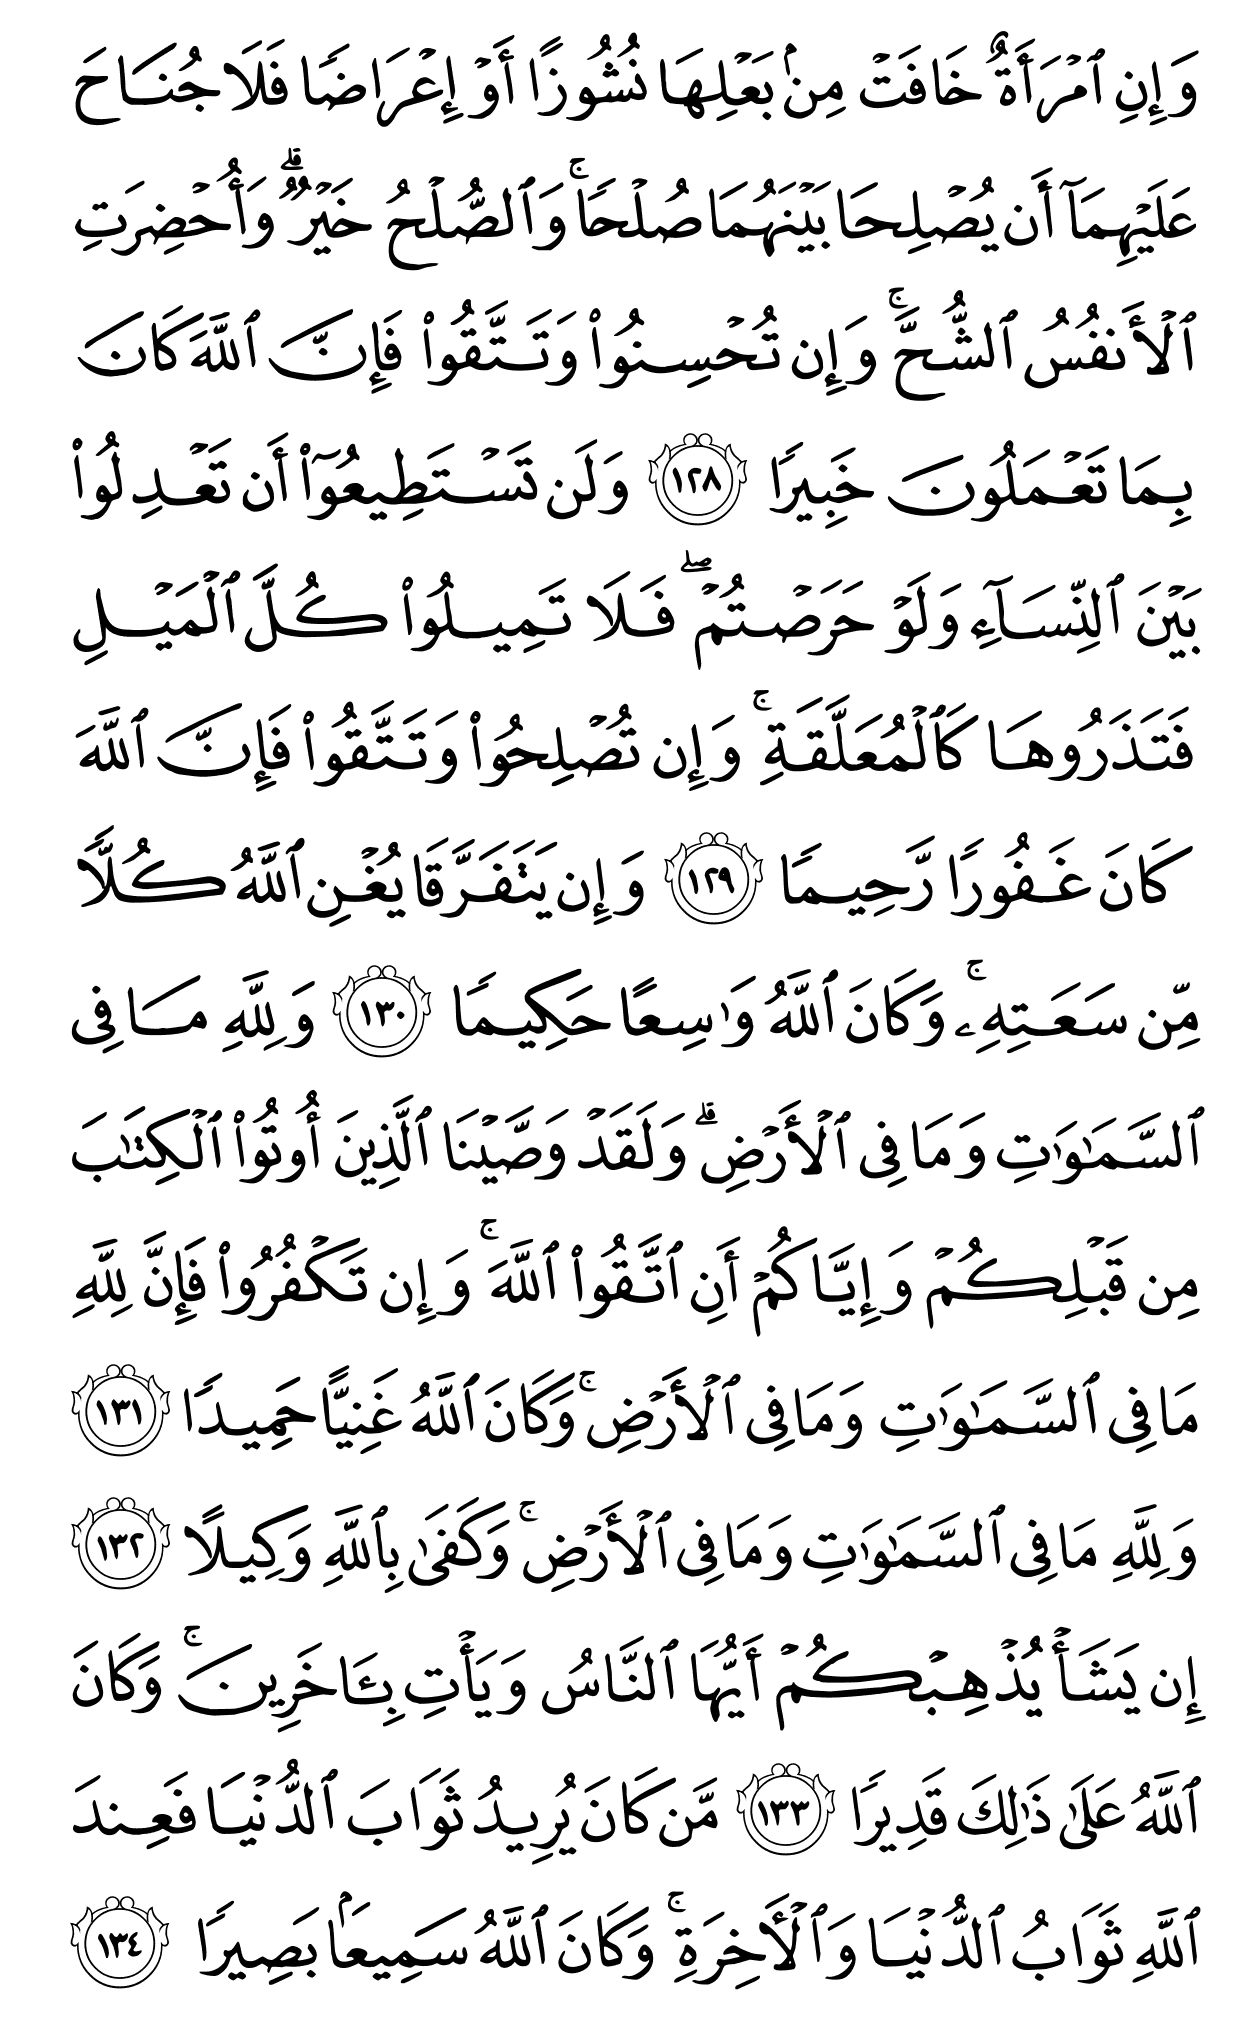 وَإِنِ ٱمْرَأَةٌ خَافَتْ مِنۢ بَعْلِهَا نُشُوزًا أَوْ إِعْرَاضًا فَلَا جُنَاحَ
عَلَيْهِمَآ أَن يُصْلِحَا بَيْنَهُمَا صُلْحًا ۚ وَٱلصُّلْحُ خَيْرٌ ۗ وَأُحْضِرَتِ
ٱلْأَنفُسُ ٱلشُّحَّ ۚ وَإِن تُحْسِنُوا۟ وَتَتَّقُوا۟ فَإِنَّ ٱللَّهَ كَانَ
بِمَا تَعْمَلُونَ خَبِيرًا ١٢٨ وَلَن تَسْتَطِيعُوٓا۟ أَن تَعْدِلُوا۟
بَيْنَ ٱلنِّسَآءِ وَلَوْ حَرَصْتُمْ ۖ فَلَا تَمِيلُوا۟ كُلَّ ٱلْمَيْلِ
فَتَذَرُوهَا كَٱلْمُعَلَّقَةِ ۚ وَإِن تُصْلِحُوا۟ وَتَتَّقُوا۟ فَإِنَّ ٱللَّهَ
كَانَ غَفُورًا رَّحِيمًا ١٢٩ وَإِن يَتَفَرَّقَا يُغْنِ ٱللَّهُ كُلًّا
مِّن سَعَتِهِۦ ۚ وَكَانَ ٱللَّهُ وَٰسِعًا حَكِيمًا ١٣٠ وَلِلَّهِ مَا فِى
ٱلسَّمَٰوَٰتِ وَمَا فِى ٱلْأَرْضِ ۗ وَلَقَدْ وَصَّيْنَا ٱلَّذِينَ أُوتُوا۟ ٱلْكِتَٰبَ
مِن قَبْلِكُمْ وَإِيَّاكُمْ أَنِ ٱتَّقُوا۟ ٱللَّهَ ۚ وَإِن تَكْفُرُوا۟ فَإِنَّ لِلَّهِ
مَا فِى ٱلسَّمَٰوَٰتِ وَمَا فِى ٱلْأَرْضِ ۚ وَكَانَ ٱللَّهُ غَنِيًّا حَمِيدًا ١٣١
وَلِلَّهِ مَا فِى ٱلسَّمَٰوَٰتِ وَمَا فِى ٱلْأَرْضِ ۚ وَكَفَىٰ بِٱللَّهِ وَكِيلًا ١٣٢
إِن يَشَأْ يُذْهِبْكُمْ أَيُّهَا ٱلنَّاسُ وَيَأْتِ بِـَٔاخَرِينَ ۚ وَكَانَ
ٱللَّهُ عَلَىٰ ذَٰلِكَ قَدِيرًا ١٣٣ مَّن كَانَ يُرِيدُ ثَوَابَ ٱلدُّنْيَا فَعِندَ
ٱللَّهِ ثَوَابُ ٱلدُّنْيَا وَٱلْـَٔاخِرَةِ ۚ وَكَانَ ٱللَّهُ سَمِيعًۢا بَصِيرًا ١٣٤